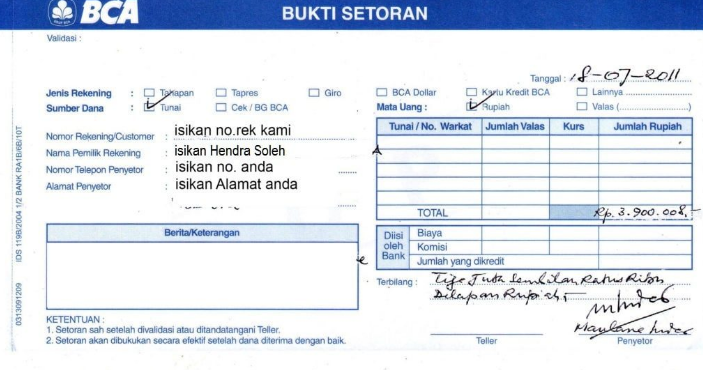 BCA
BUKTI SETORAN
Validasi :
Tanggal : 18-07-2011
Jenis Rekening : Tahapan Tapres Giro BCA Dollar Kartu Kredit BCA Lainnya
Sumber Dana : Tunai Cek / BG BCA Mata Uang : Rupiah Valas (....................)
Nomor Rekening/Customer : isikan no.rek kami
Nama Pemilik Rekening : isikan Hendra Soleh
Nomor Telepon Penyetor : isikan no. anda
Alamat Penyetor : isikan Alamat anda
Tunai / No. Warkat Jumlah Valas Kurs Jumlah Rupiah
TOTAL Rp. 3.900.008,-
Berita/Keterangan
Diisi oleh Bank
Biaya
Komisi
Jumlah yang dikredit
Terbilang : Tiga Juta Sembilan Ratus Ribu
Delapan Rupiah
KETENTUAN :
1. Setoran sah setelah divalidasi atau ditandatangani Teller.
2. Setoran akan dibukukan secara efektif setelah dana diterima dengan baik.
Teller
Penyetor
0313091209 IDS 1198/2004 1/2 BANK RA1B/6B/10T